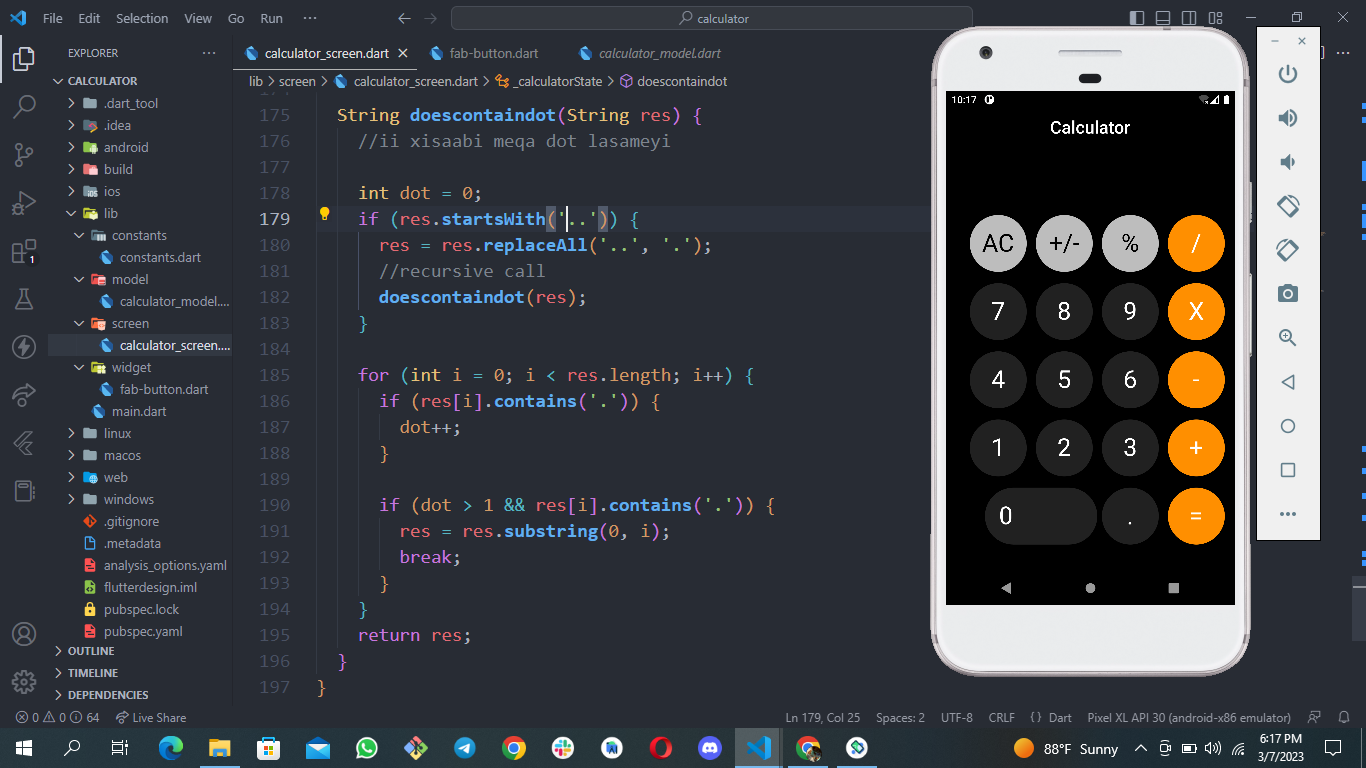 File Edit Selection View Go Run ···
calculator
EXPLORER ···
CALCULATOR
.dart_tool
.idea
android
build
ios
lib
constants
constants.dart
model
calculator_model....
screen
calculator_screen....
widget
fab-button.dart
main.dart
linux
macos
web
windows
.gitignore
.metadata
analysis_options.yaml
flutterdesign.iml
pubspec.lock
pubspec.yaml
OUTLINE
TIMELINE
DEPENDENCIES
1
calculator_screen.dart fab-button.dart calculator_model.dart
lib > screen > calculator_screen.dart > _calculatorState > doescontaindot
175 String doescontaindot(String res) {
176 //ii xisaabi meqa dot lasameyi
177
178 int dot = 0;
179 if (res.startsWith('..')) {
180 res = res.replaceAll('..', '.');
181 //recursive call
182 doescontaindot(res);
183 }
184
185 for (int i = 0; i < res.length; i++) {
186 if (res[i].contains('.')) {
187 dot++;
188 }
189
190 if (dot > 1 && res[i].contains('.')) {
191 res = res.substring(0, i);
192 break;
193 }
194 }
195 return res;
196 }
197 }
10:17
Calculator
AC +/- % /
7 8 9 X
4 5 6 -
1 2 3 +
0 . =
0 0 64 Live Share Ln 179, Col 25 Spaces: 2 UTF-8 CRLF {} Dart Pixel XL API 30 (android-x86 emulator)
88°F Sunny
6:17 PM
3/7/2023